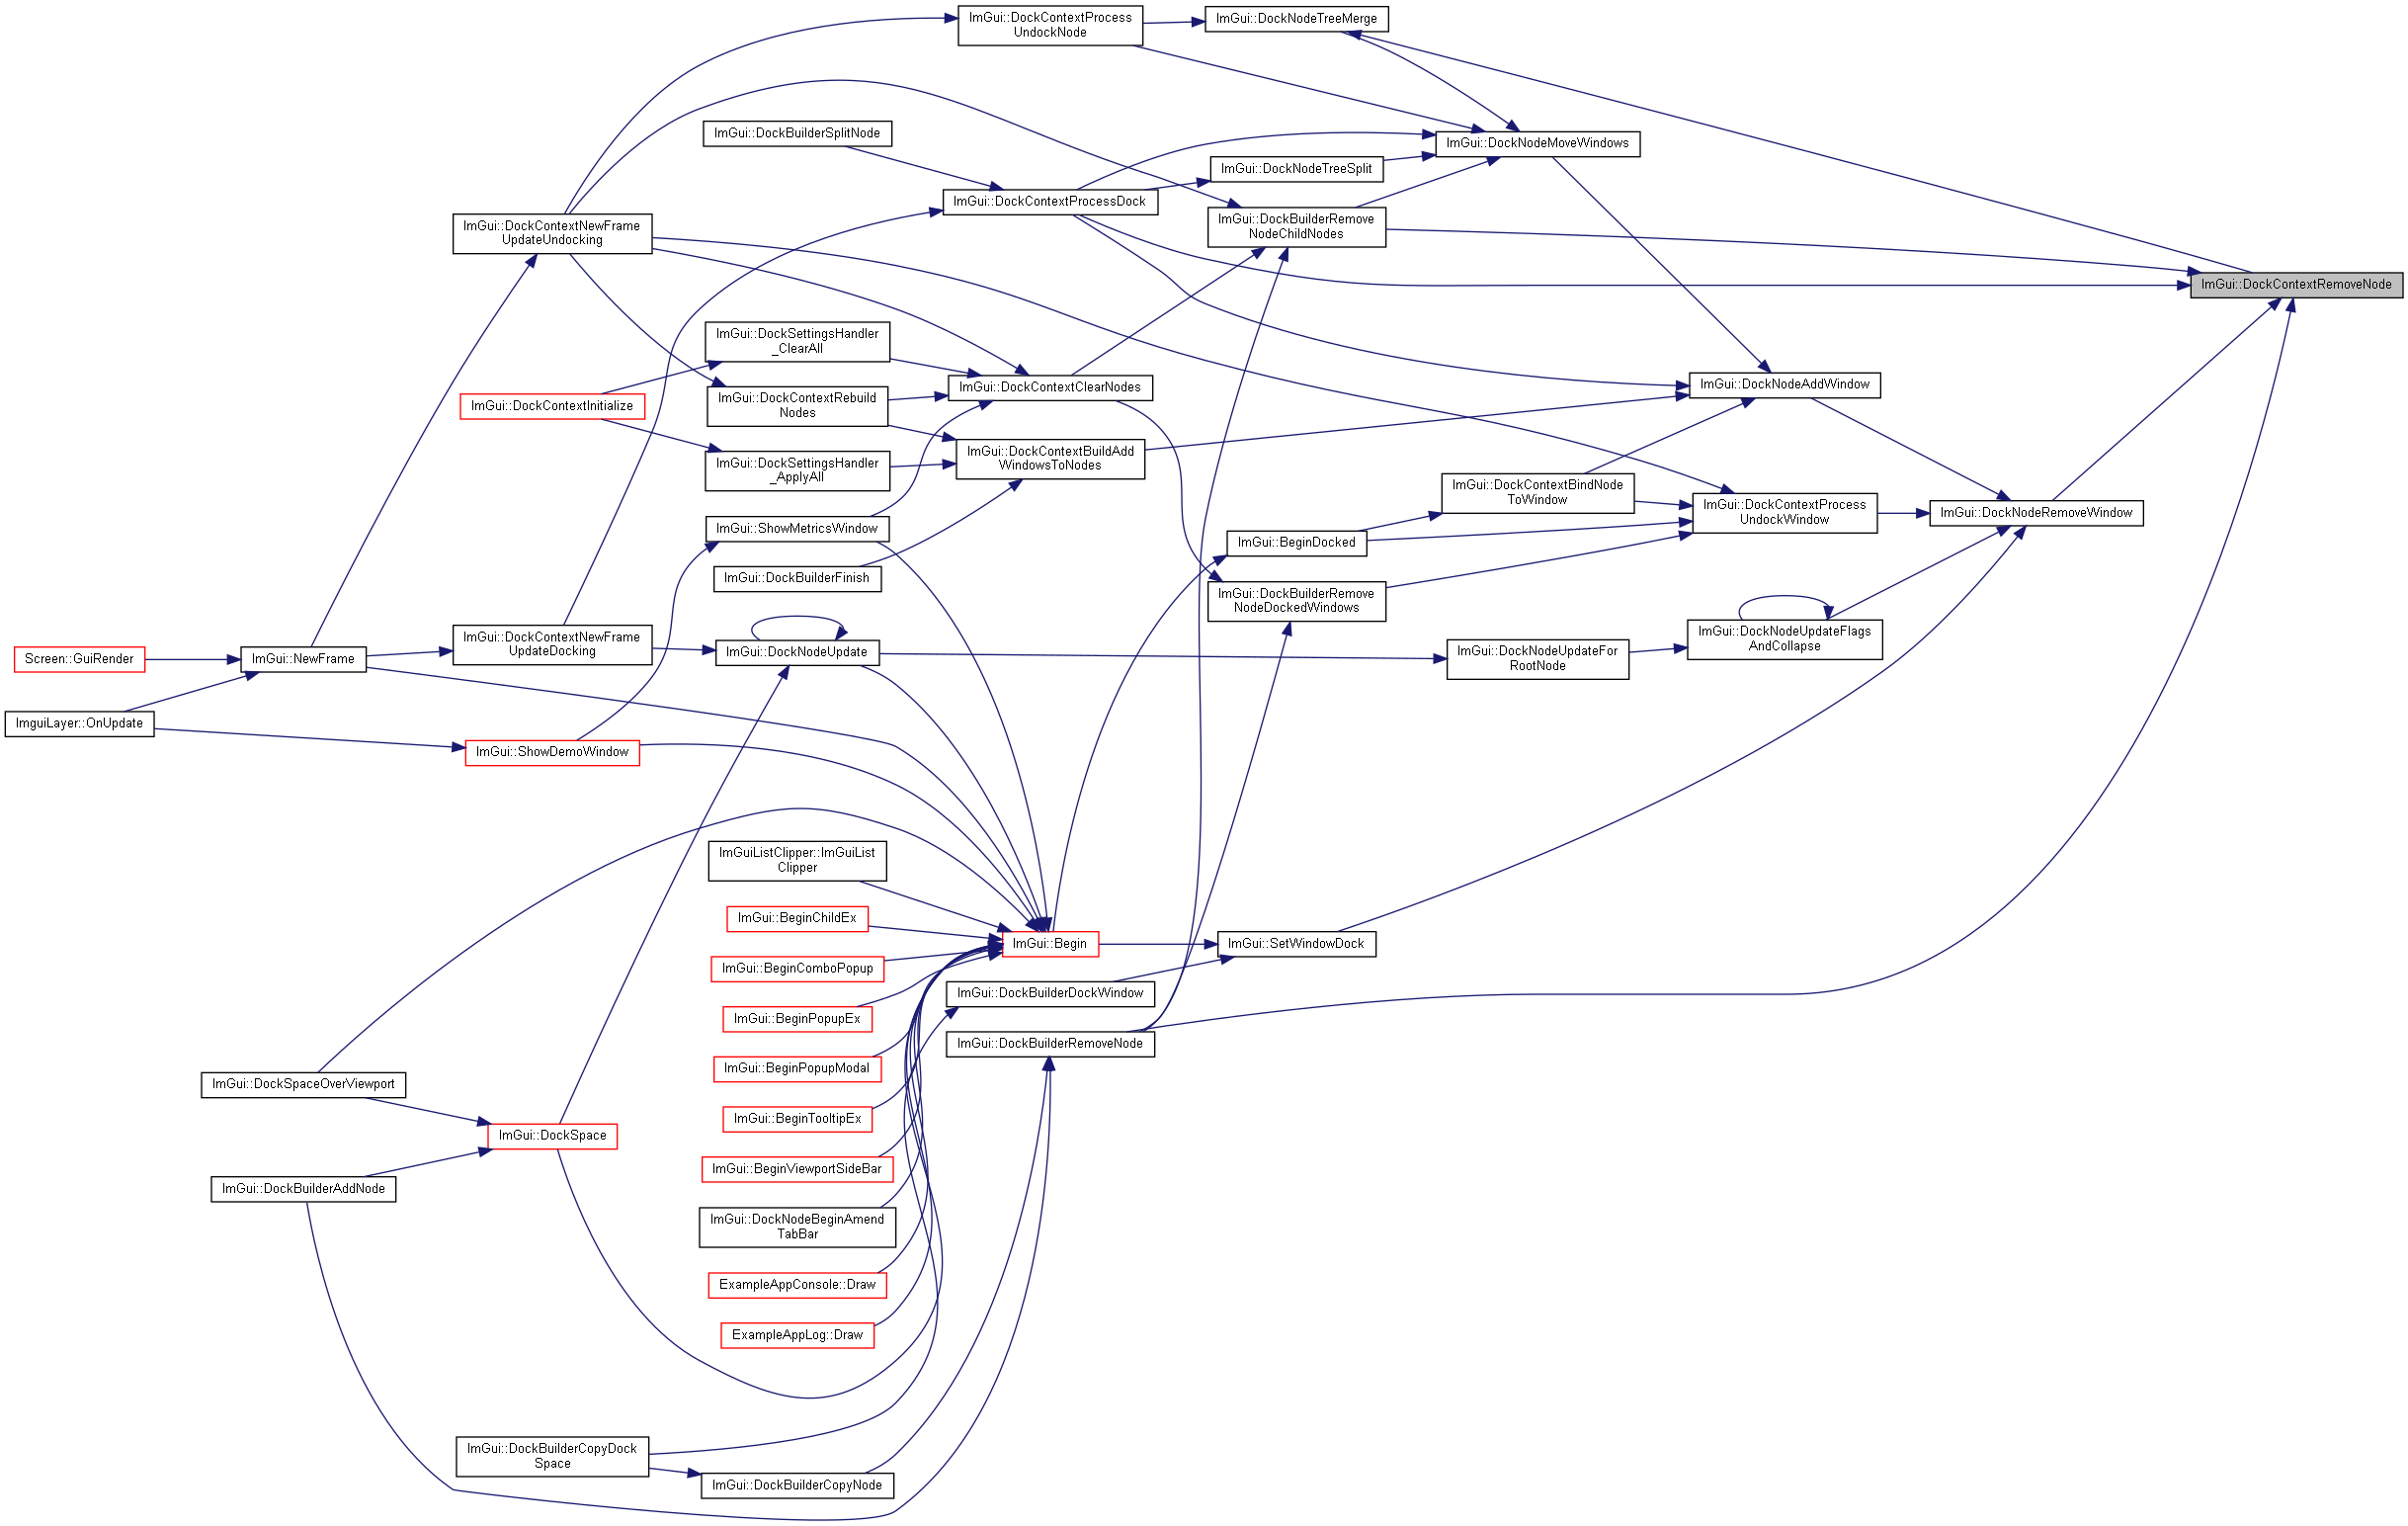 ImGui::DockContextProcess
UndockNode
ImGui::DockNodeTreeMerge
ImGui::DockBuilderSplitNode
ImGui::DockNodeMoveWindows
ImGui::DockNodeTreeSplit
ImGui::DockContextProcessDock
ImGui::DockBuilderRemove
NodeChildNodes
ImGui::DockContextNewFrame
UpdateUndocking
ImGui::DockContextRemoveNode
ImGui::DockSettingsHandler
_ClearAll
ImGui::DockContextClearNodes
ImGui::DockNodeAddWindow
ImGui::DockContextInitialize
ImGui::DockContextRebuild
Nodes
ImGui::DockContextBuildAdd
WindowsToNodes
ImGui::DockSettingsHandler
_ApplyAll
ImGui::DockContextBindNode
ToWindow
ImGui::DockContextProcess
UndockWindow
ImGui::DockNodeRemoveWindow
ImGui::ShowMetricsWindow
ImGui::BeginDocked
ImGui::DockBuilderFinish
ImGui::DockBuilderRemove
NodeDockedWindows
Screen::GuiRender
ImGui::NewFrame
ImGui::DockContextNewFrame
UpdateDocking
ImGui::DockNodeUpdate
ImGui::DockNodeUpdateFor
RootNode
ImGui::DockNodeUpdateFlags
AndCollapse
ImguiLayer::OnUpdate
ImGui::ShowDemoWindow
ImGuiListClipper::ImGuiList
Clipper
ImGui::BeginChildEx
ImGui::Begin
ImGui::SetWindowDock
ImGui::BeginComboPopup
ImGui::DockBuilderDockWindow
ImGui::BeginPopupEx
ImGui::DockBuilderRemoveNode
ImGui::BeginPopupModal
ImGui::DockSpaceOverViewport
ImGui::BeginTooltipEx
ImGui::DockSpace
ImGui::BeginViewportSideBar
ImGui::DockBuilderAddNode
ImGui::DockNodeBeginAmend
TabBar
ExampleAppConsole::Draw
ExampleAppLog::Draw
ImGui::DockBuilderCopyDock
Space
ImGui::DockBuilderCopyNode